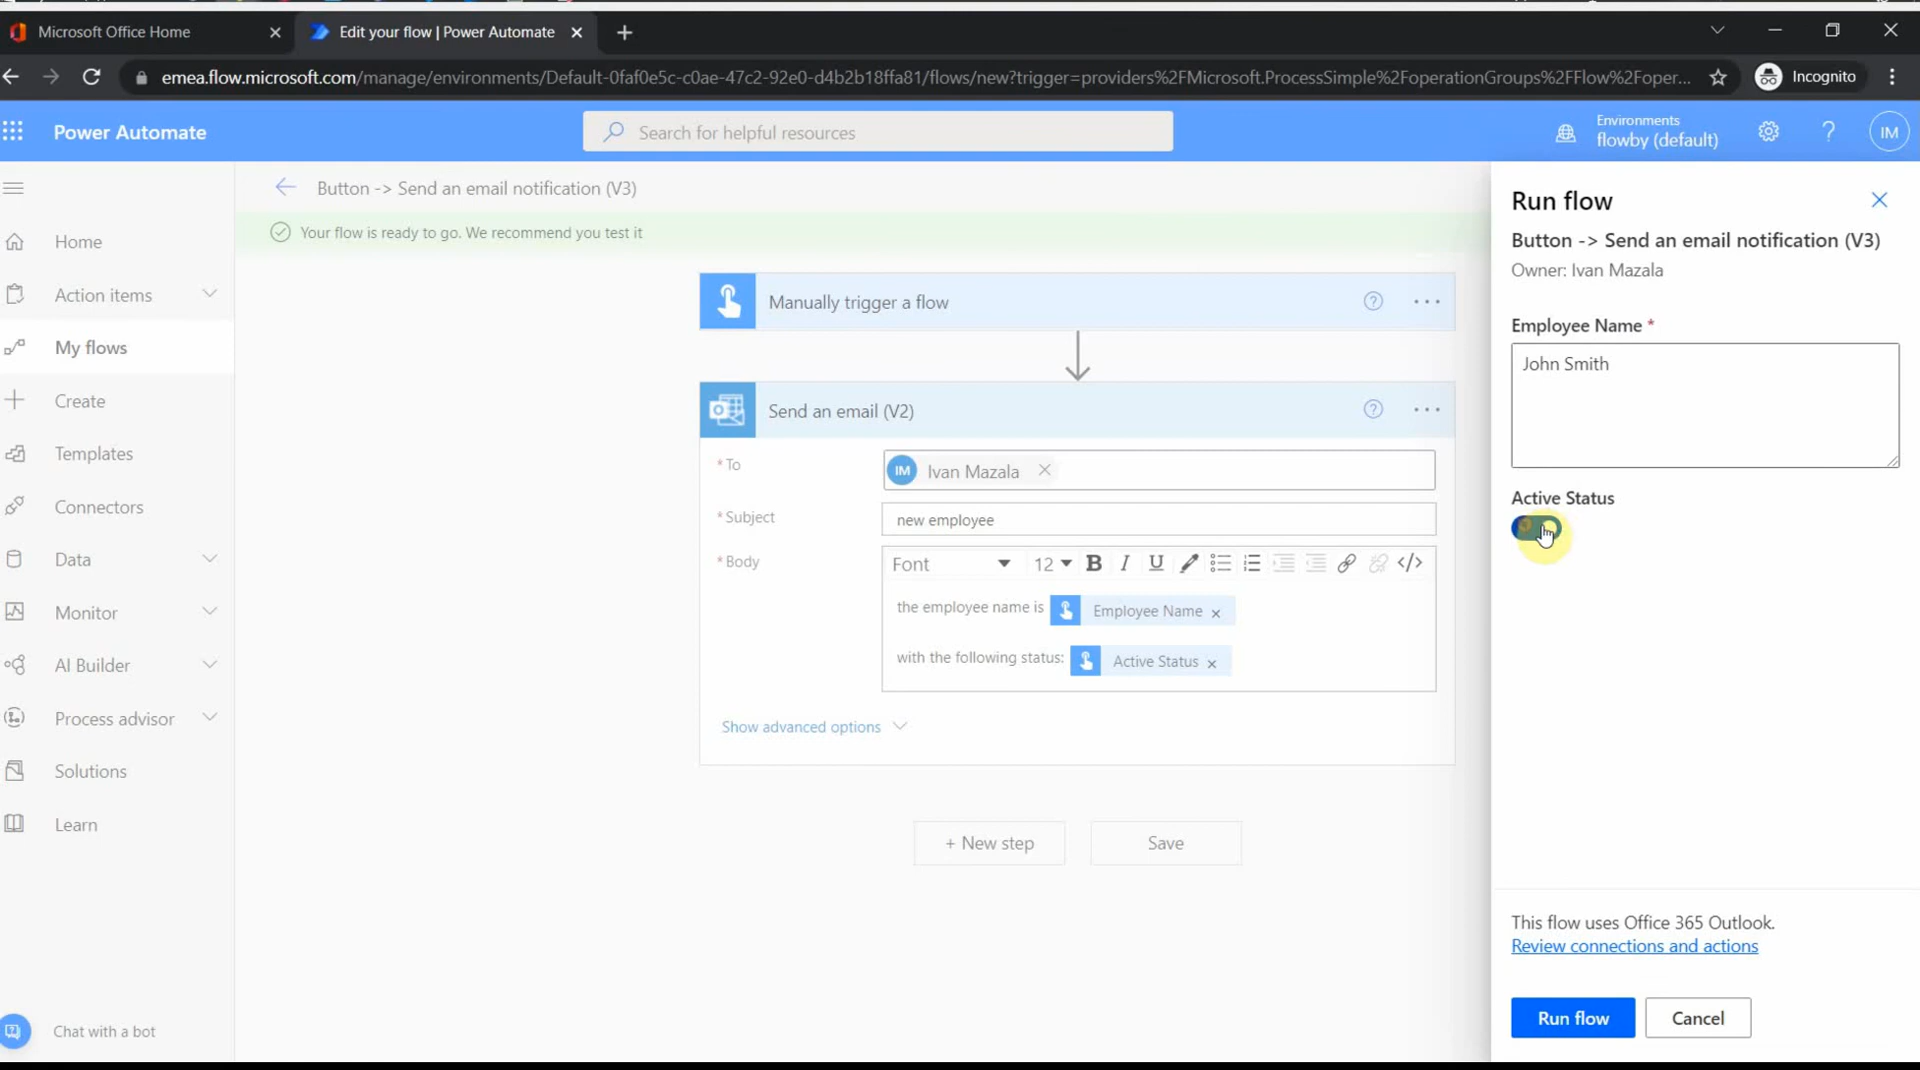 Microsoft Office Home
Edit your flow | Power Automate
emea.flow.microsoft.com/manage/environments/Default-0faf0e5c-c0ae-47c2-92e0-d4b2b18ffa81/flows/new?trigger=providers%2FMicrosoft.ProcessSimple%2FoperationGroups%2FFlow%2Foper...
Incognito
Power Automate
Search for helpful resources
Environments
flowby (default)
IM
Button -> Send an email notification (V3)
Your flow is ready to go. We recommend you test it
Home
Action items
My flows
Create
Templates
Connectors
Data
Monitor
AI Builder
Process advisor
Solutions
Learn
Chat with a bot
Manually trigger a flow
Send an email (V2)
* To
IM Ivan Mazala
* Subject
new employee
* Body
Font 12 B I U </>
the employee name is Employee Name
with the following status: Active Status
Show advanced options
+ New step
Save
Run flow
Button -> Send an email notification (V3)
Owner: Ivan Mazala
Employee Name *
John Smith
Active Status
This flow uses Office 365 Outlook.
Review connections and actions
Run flow
Cancel